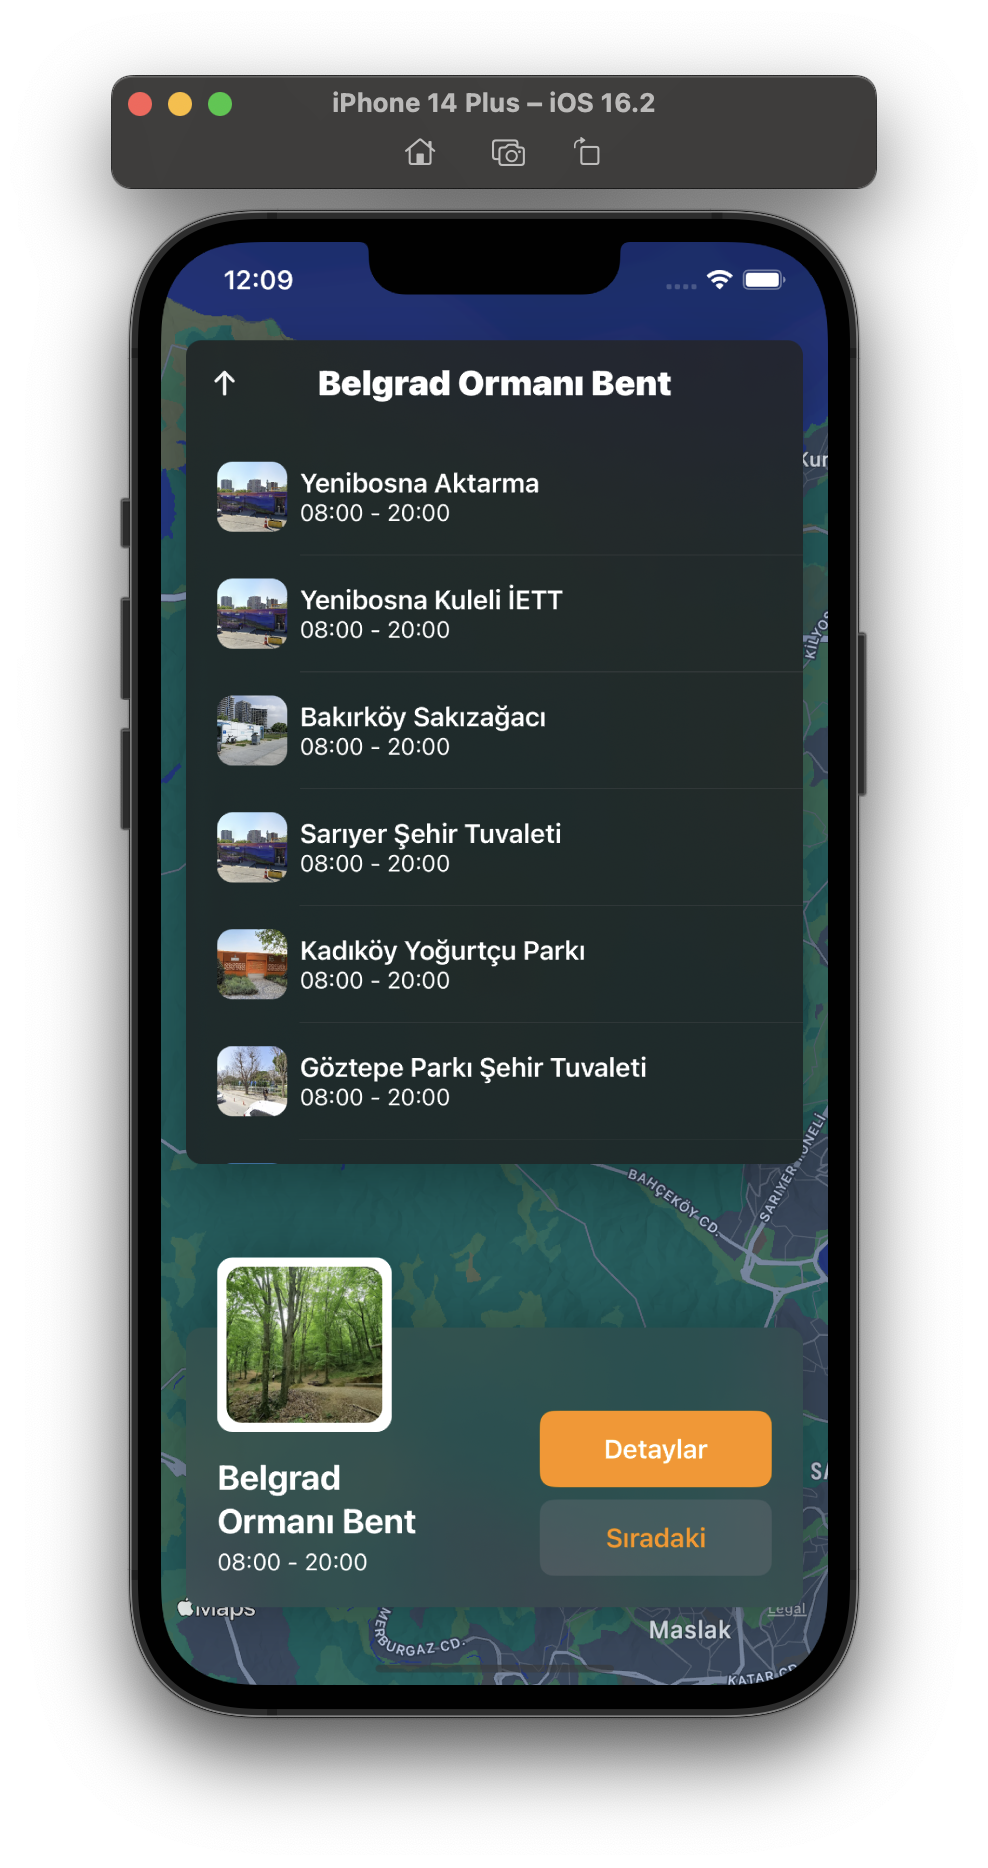 iPhone 14 Plus – iOS 16.2
12:09
Belgrad Ormanı Bent
Yenibosna Aktarma
08:00 - 20:00
Yenibosna Kuleli İETT
08:00 - 20:00
Bakırköy Sakızağacı
08:00 - 20:00
Sarıyer Şehir Tuvaleti
08:00 - 20:00
Kadıköy Yoğurtçu Parkı
08:00 - 20:00
Göztepe Parkı Şehir Tuvaleti
08:00 - 20:00
Kur
KİLYOS
SARIYER
BAHÇEKÖY CD.
Detaylar
Belgrad
Ormanı Bent
08:00 - 20:00
Sıradaki
SA
Maps
Legal
Maslak
MERBURGAZ CD.
KATAR CD